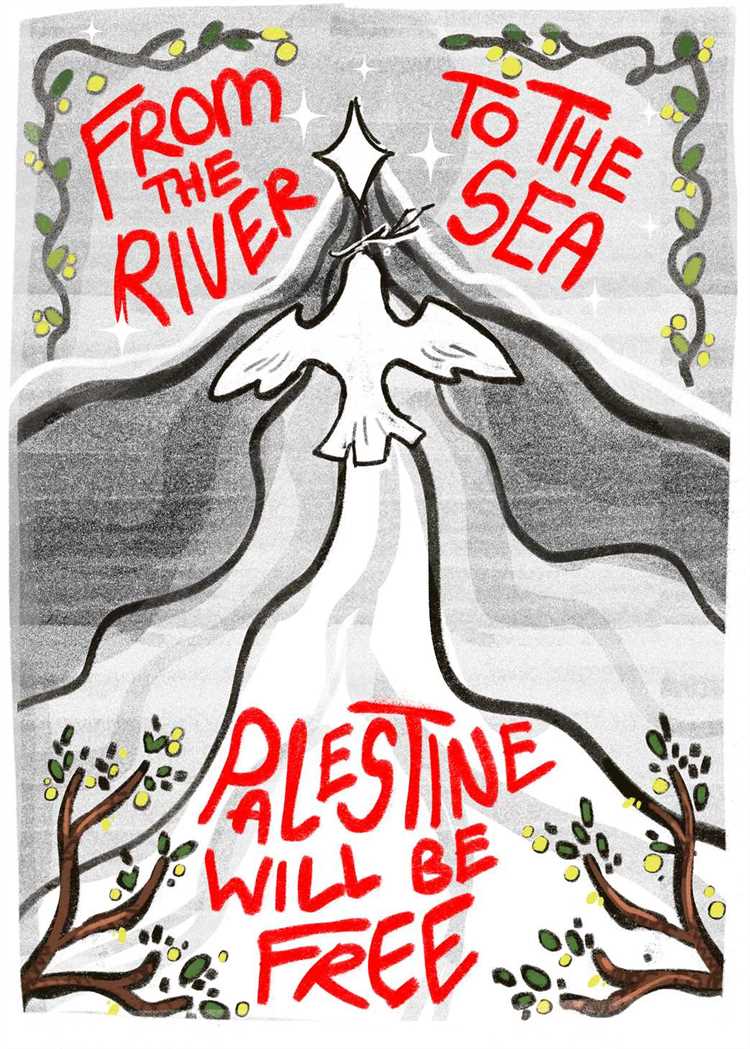 FROM
THE
RIVER
TO THE
SEA
PALESTINE
WILL BE
FREE